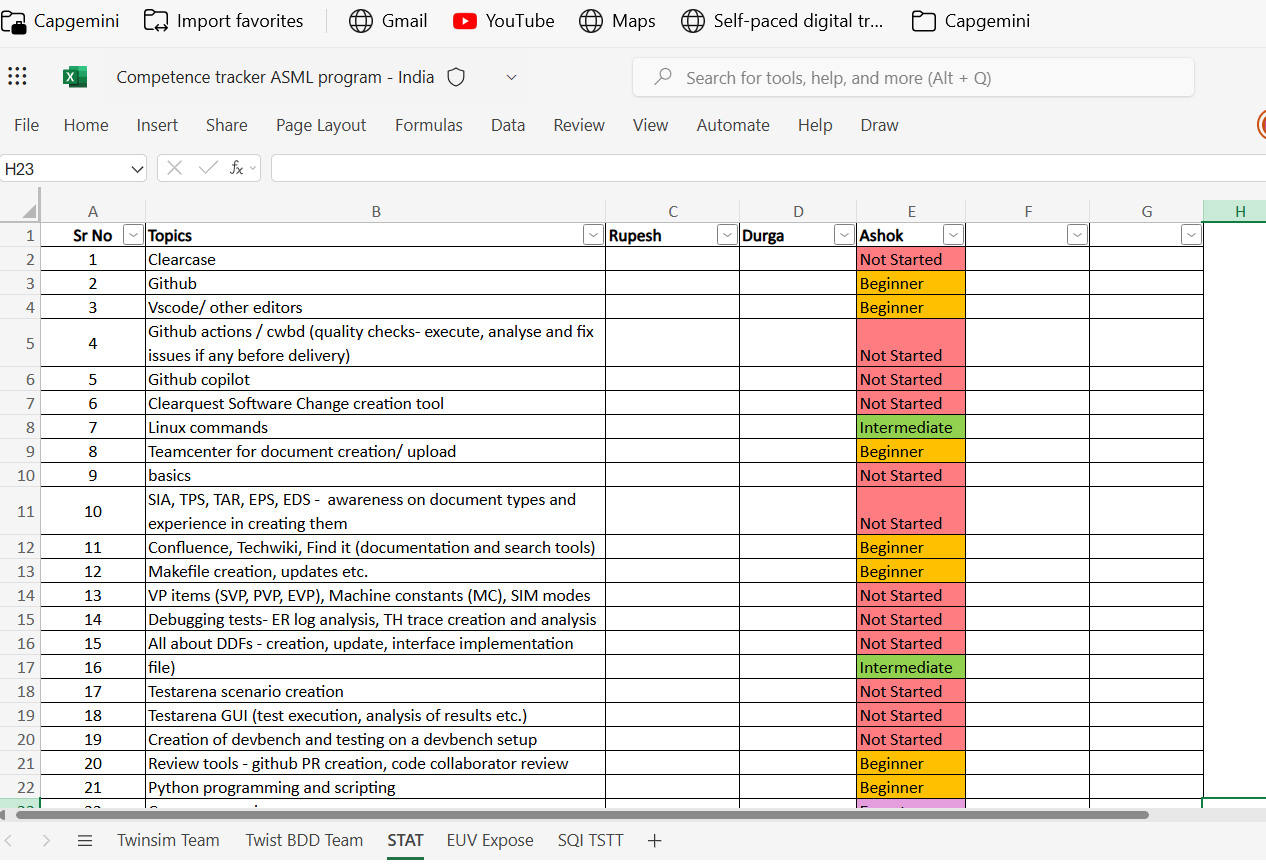 Capgemini Import favorites Gmail YouTube Maps Self-paced digital tr... Capgemini
Competence tracker ASML program - India Search for tools, help, and more (Alt + Q)
File Home Insert Share Page Layout Formulas Data Review View Automate Help Draw
H23 fx
A B C D E F G H
1 Sr No Topics Rupesh Durga Ashok
2 1 Clearcase Not Started
3 2 Github Beginner
4 3 Vscode/ other editors Beginner
5 4 Github actions / cwbd (quality checks- execute, analyse and fix
issues if any before delivery) Not Started
6 5 Github copilot Not Started
7 6 Clearquest Software Change creation tool Not Started
8 7 Linux commands Intermediate
9 8 Teamcenter for document creation/ upload Beginner
10 9 basics Not Started
11 10 SIA, TPS, TAR, EPS, EDS - awareness on document types and
experience in creating them Not Started
12 11 Confluence, Techwiki, Find it (documentation and search tools) Beginner
13 12 Makefile creation, updates etc. Beginner
14 13 VP items (SVP, PVP, EVP), Machine constants (MC), SIM modes Not Started
15 14 Debugging tests- ER log analysis, TH trace creation and analysis Not Started
16 15 All about DDFs - creation, update, interface implementation Not Started
17 16 file) Intermediate
18 17 Testarena scenario creation Not Started
19 18 Testarena GUI (test execution, analysis of results etc.) Not Started
20 19 Creation of devbench and testing on a devbench setup Not Started
21 20 Review tools - github PR creation, code collaborator review Beginner
22 21 Python programming and scripting Beginner
Twinsim Team Twist BDD Team STAT EUV Expose SQI TSTT